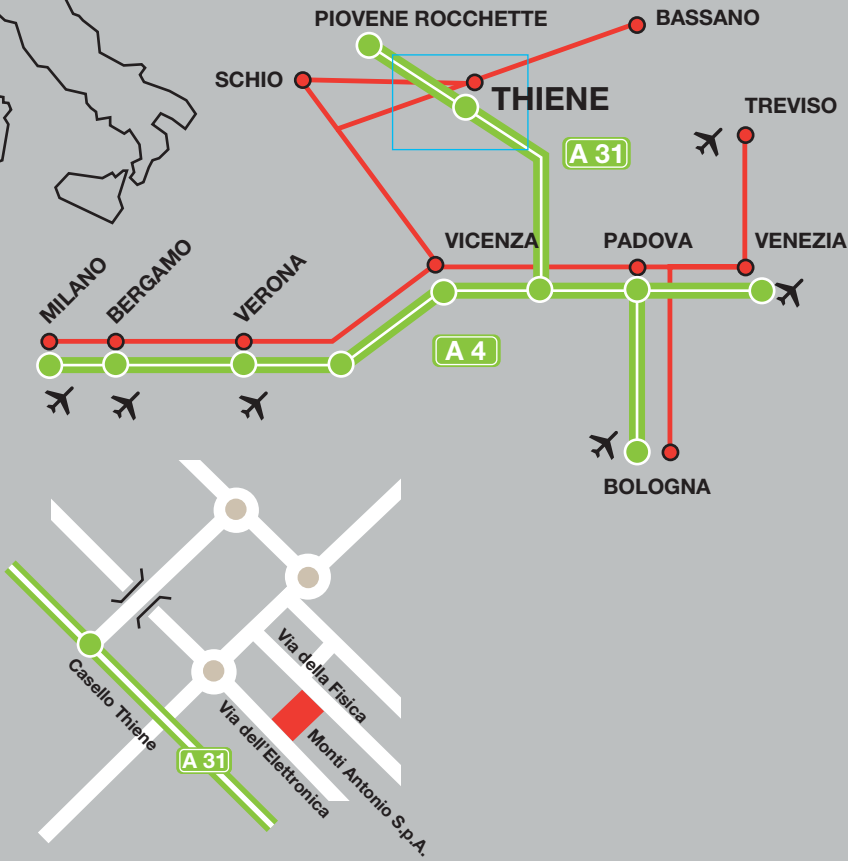 PIOVENE ROCCHETTE
BASSANO
SCHIO
THIENE
TREVISO
A 31
VICENZA
PADOVA
VENEZIA
MILANO
BERGAMO
VERONA
A 4
BOLOGNA
Via della Fisica
Casello Thiene
Via dell'Elettronica
Monti Antonio S.p.A.
A 31